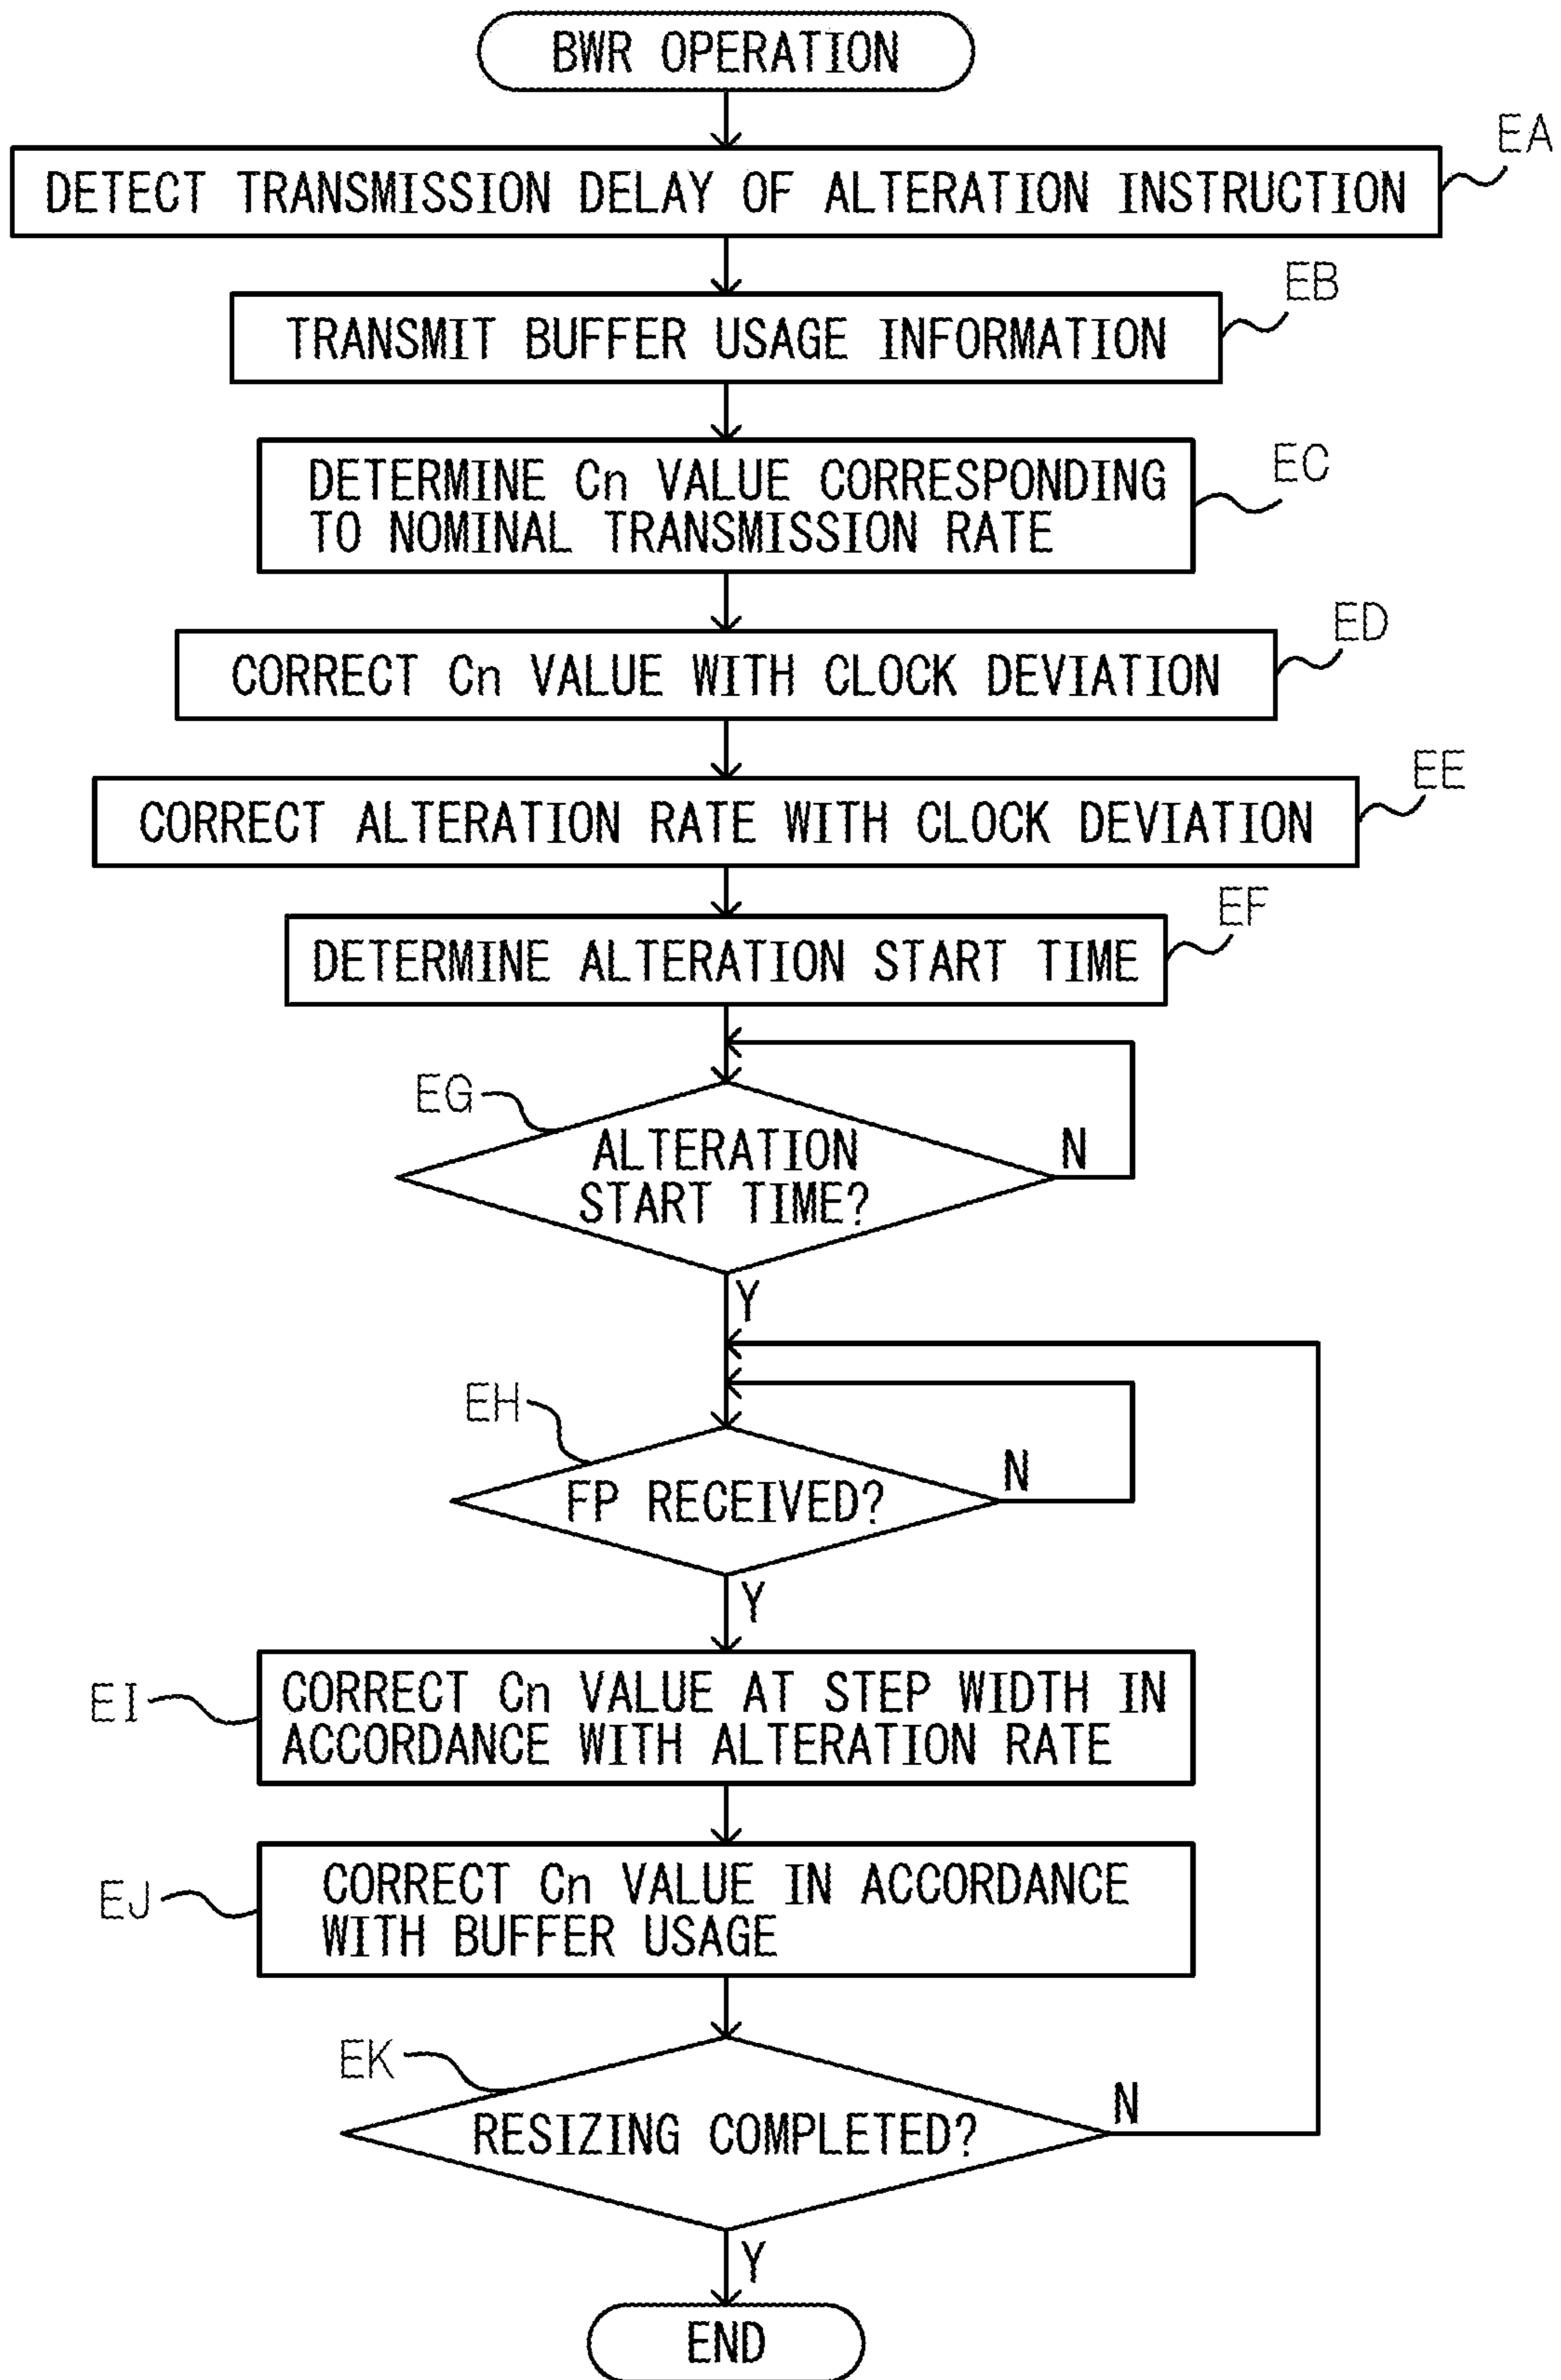 BWR OPERATION
EA
DETECT TRANSMISSION DELAY OF ALTERATION INSTRUCTION
EB
TRANSMIT BUFFER USAGE INFORMATION
EC
DETERMINE Cn VALUE CORRESPONDING
TO NOMINAL TRANSMISSION RATE
ED
CORRECT Cn VALUE WITH CLOCK DEVIATION
EE
CORRECT ALTERATION RATE WITH CLOCK DEVIATION
EF
DETERMINE ALTERATION START TIME
EG
ALTERATION
START TIME?
N
Y
EH
FP RECEIVED?
N
Y
EI
CORRECT Cn VALUE AT STEP WIDTH IN
ACCORDANCE WITH ALTERATION RATE
EJ
CORRECT Cn VALUE IN ACCORDANCE
WITH BUFFER USAGE
EK
RESIZING COMPLETED?
N
Y
END